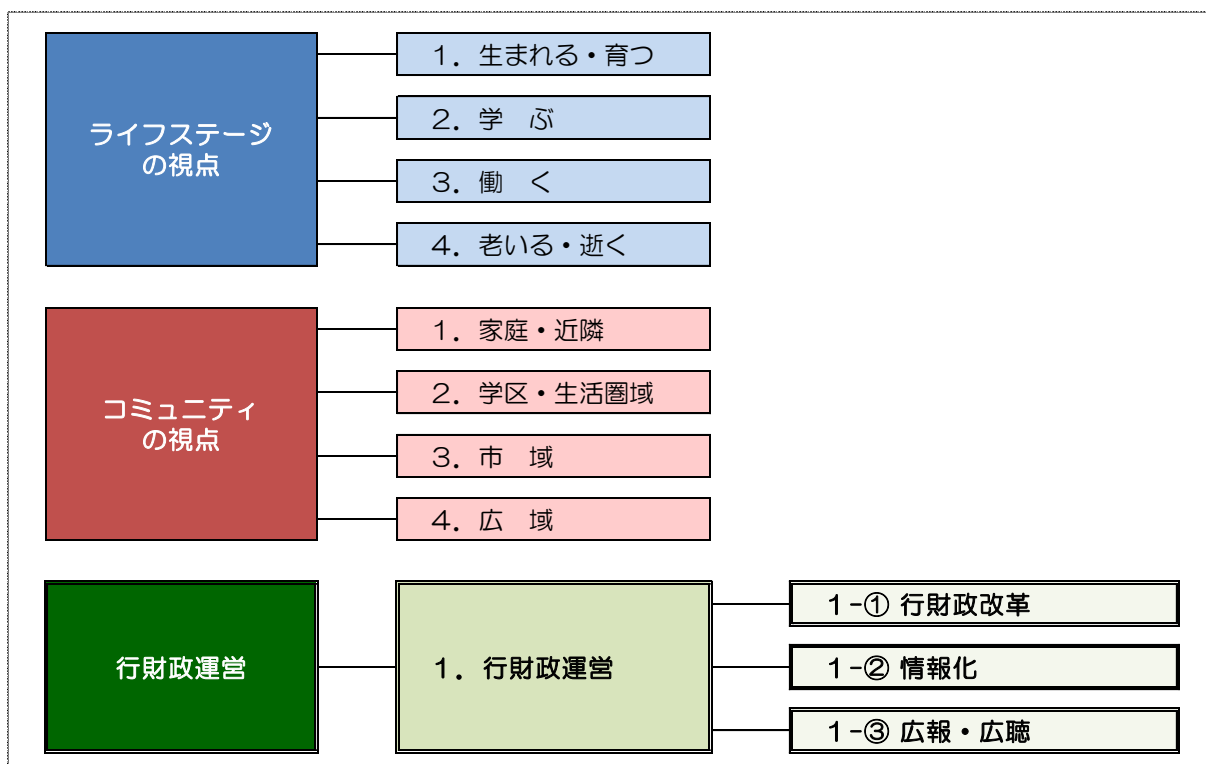 ライフステージ
の視点
１．生まれる・育つ
２．学　ぶ
３．働　く
４．老いる・逝く
コミュニティ
の視点
１．家庭・近隣
２．学区・生活圏域
３．市　域
４．広　域
行財政運営
１．行財政運営
１-① 行財政改革
１-② 情報化
１-③ 広報・広聴